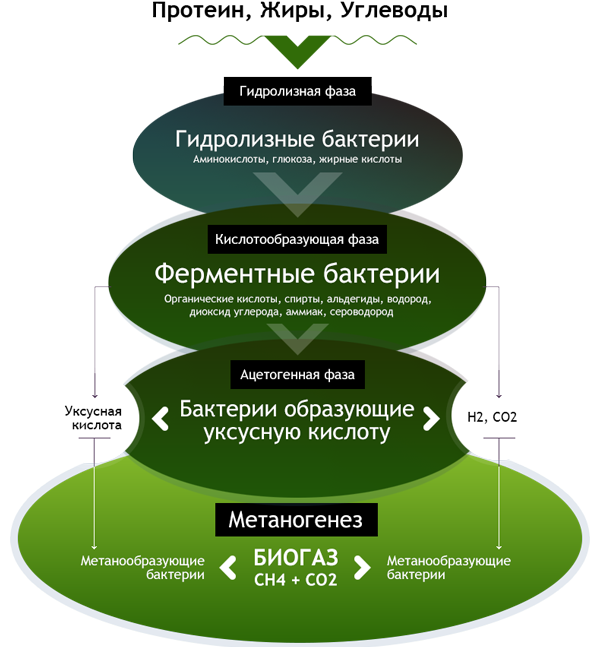 Протеин, Жиры, Углеводы
Гидролизная фаза
Гидролизные бактерии
Аминокислоты, глюкоза, жирные кислоты
Кислотообразующая фаза
Ферментные бактерии
Органические кислоты, спирты, альдегиды, водород,
диоксид углерода, аммиак, сероводород
Ацетогенная фаза
Бактерии образующие
уксусную кислоту
Уксусная
кислота
H2, CO2
Метаногенез
Метанообразующие
бактерии
БИОГАЗ
CH4 + CO2
Метанообразующие
бактерии